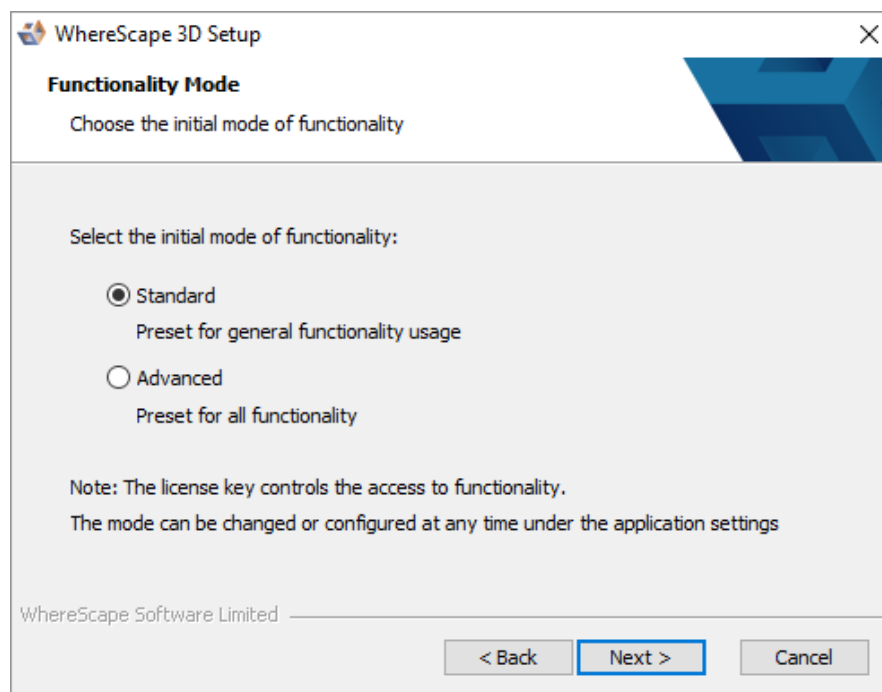 WhereScape 3D Setup
Functionality Mode
Choose the initial mode of functionality
Select the initial mode of functionality:
Standard
Preset for general functionality usage
Advanced
Preset for all functionality
Note: The license key controls the access to functionality.
The mode can be changed or configured at any time under the application settings
WhereScape Software Limited
< Back Next > Cancel